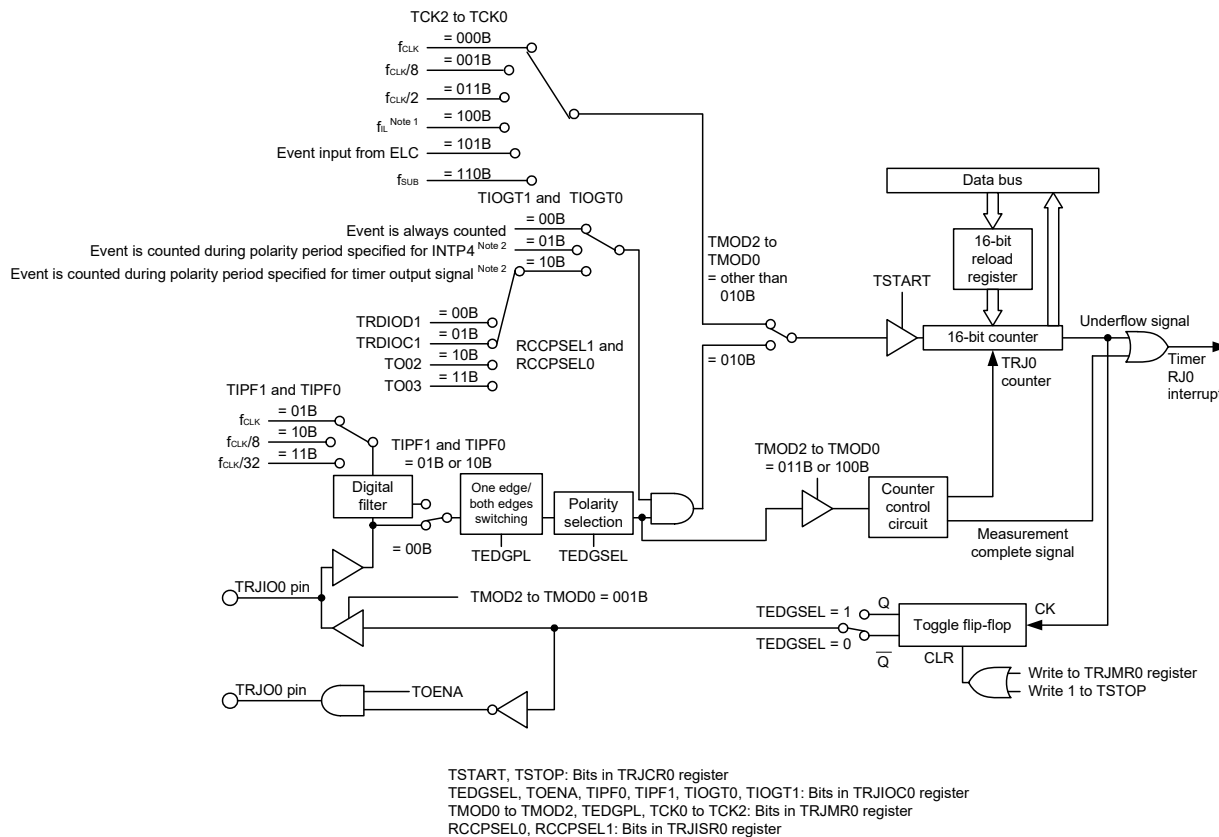 TCK2 to TCK0
fCLK = 000B
fCLK/8 = 001B
fCLK/2 = 011B
fIL Note 1 = 100B
Event input from ELC = 101B
fSUB = 110B
TIOGT1 and TIOGT0
Event is always counted = 00B
Event is counted during polarity period specified for INTP4 Note 2 = 01B
Event is counted during polarity period specified for timer output signal Note 2 = 10B
TRDIOD1 = 00B
TRDIOC1 = 01B
TO02 = 10B
TO03 = 11B
RCCPSEL1 and
RCCPSEL0
TMOD2 to
TMOD0
= other than
010B
= 010B
Data bus
16-bit
reload
register
TSTART
16-bit counter
TRJ0
counter
Underflow signal
Timer
RJ0
interrupt
TIPF1 and TIPF0
fCLK = 01B
fCLK/8 = 10B
fCLK/32 = 11B
Digital
filter
TIPF1 and TIPF0
= 01B or 10B
= 00B
One edge/
both edges
switching
TEDGPL
Polarity
selection
TEDGSEL
TMOD2 to TMOD0
= 011B or 100B
Counter
control
circuit
Measurement
complete signal
TRJIO0 pin
TMOD2 to TMOD0 = 001B
TEDGSEL = 1
TEDGSEL = 0
Q
Q
Toggle flip-flop
CK
CLR
Write to TRJMR0 register
Write 1 to TSTOP
TRJO0 pin
TOENA
TSTART, TSTOP: Bits in TRJCR0 register
TEDGSEL, TOENA, TIPF0, TIPF1, TIOGT0, TIOGT1: Bits in TRJIOC0 register
TMOD0 to TMOD2, TEDGPL, TCK0 to TCK2: Bits in TRJMR0 register
RCCPSEL0, RCCPSEL1: Bits in TRJISR0 register